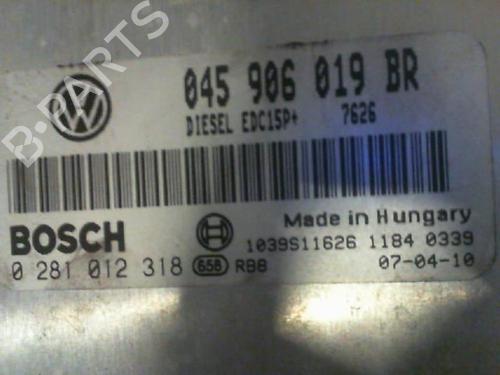 B-PARTS
045 906 019 BR
DIESEL EDC15P+ 7626
BOSCH
Made in Hungary
1039S11626 1184 0339
0 281 012 318 658 RBB 07-04-10